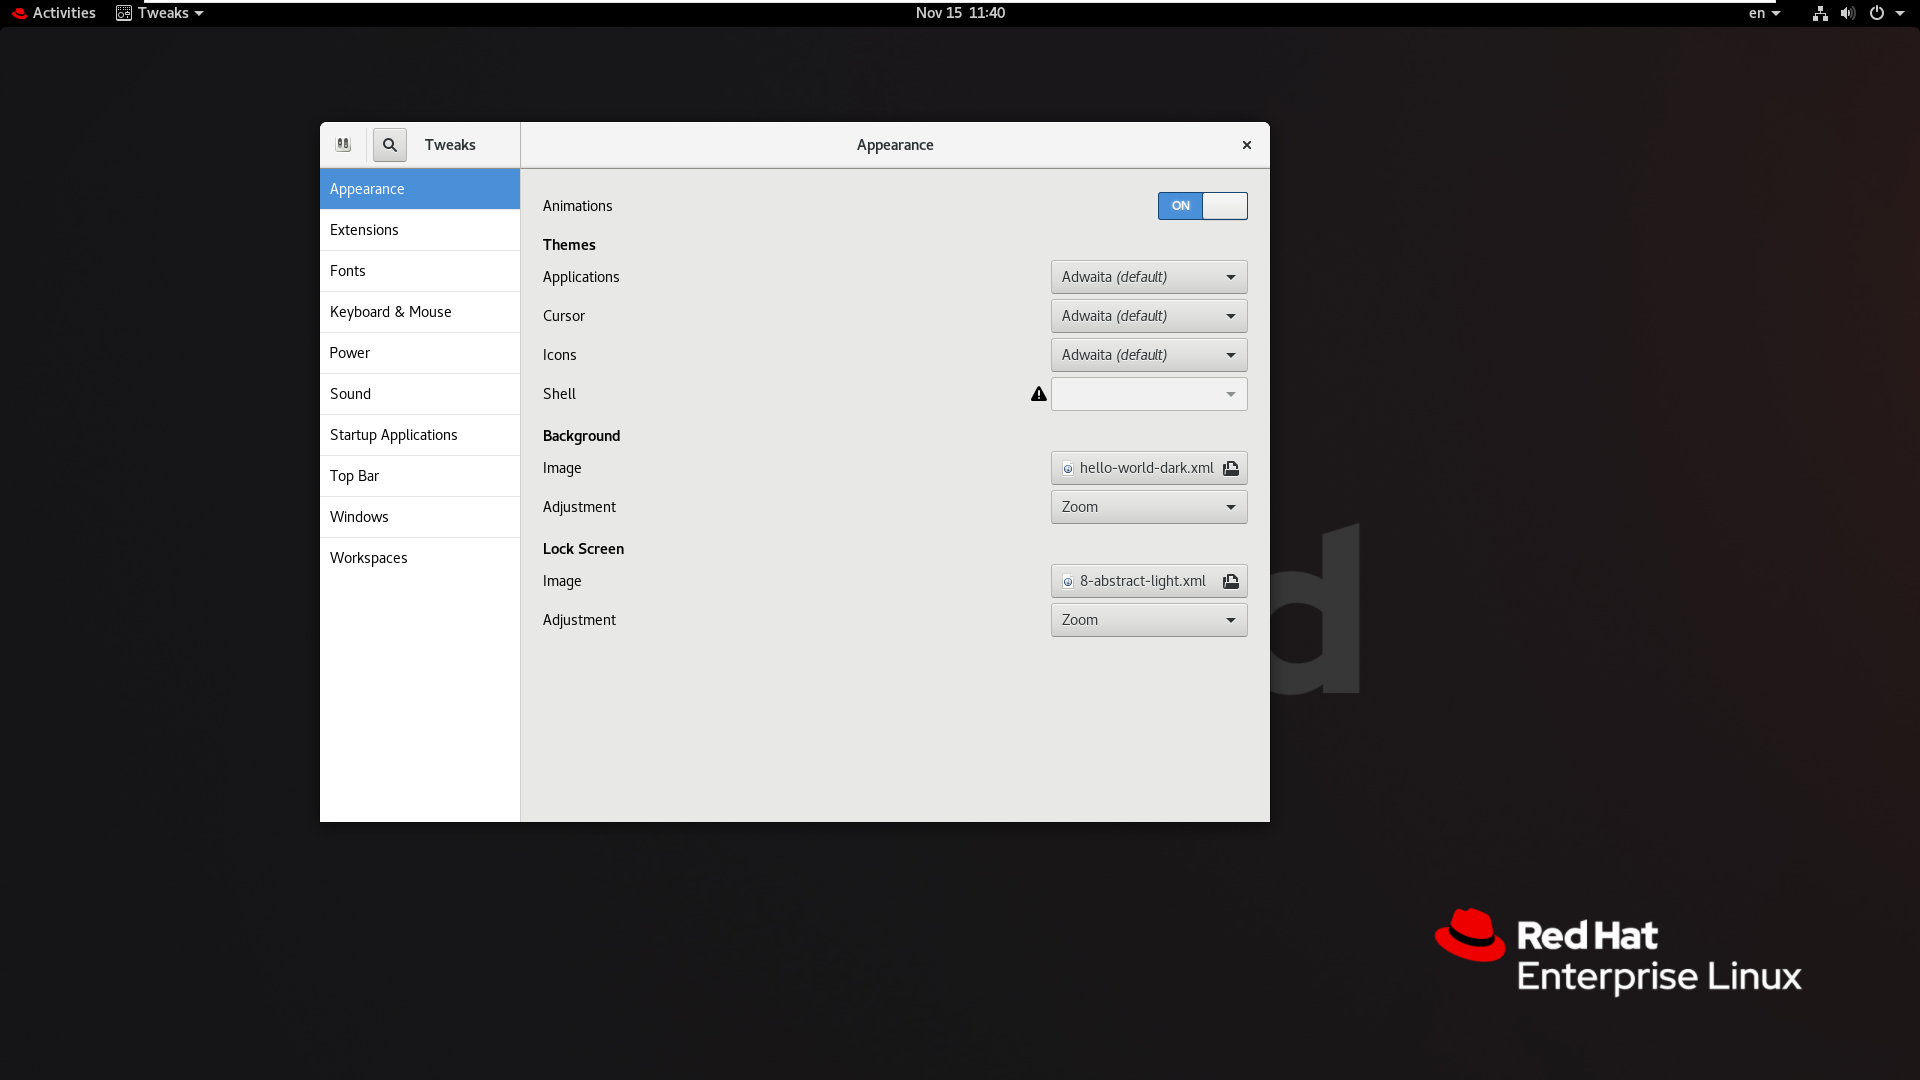 Activities Tweaks Nov 15 11:40 en
Tweaks Appearance
Appearance
Extensions
Fonts
Keyboard & Mouse
Power
Sound
Startup Applications
Top Bar
Windows
Workspaces
Animations ON
Themes
Applications Adwaita (default)
Cursor Adwaita (default)
Icons Adwaita (default)
Shell
Background
Image hello-world-dark.xml
Adjustment Zoom
Lock Screen
Image 8-abstract-light.xml
Adjustment Zoom
d
Red Hat
Enterprise Linux